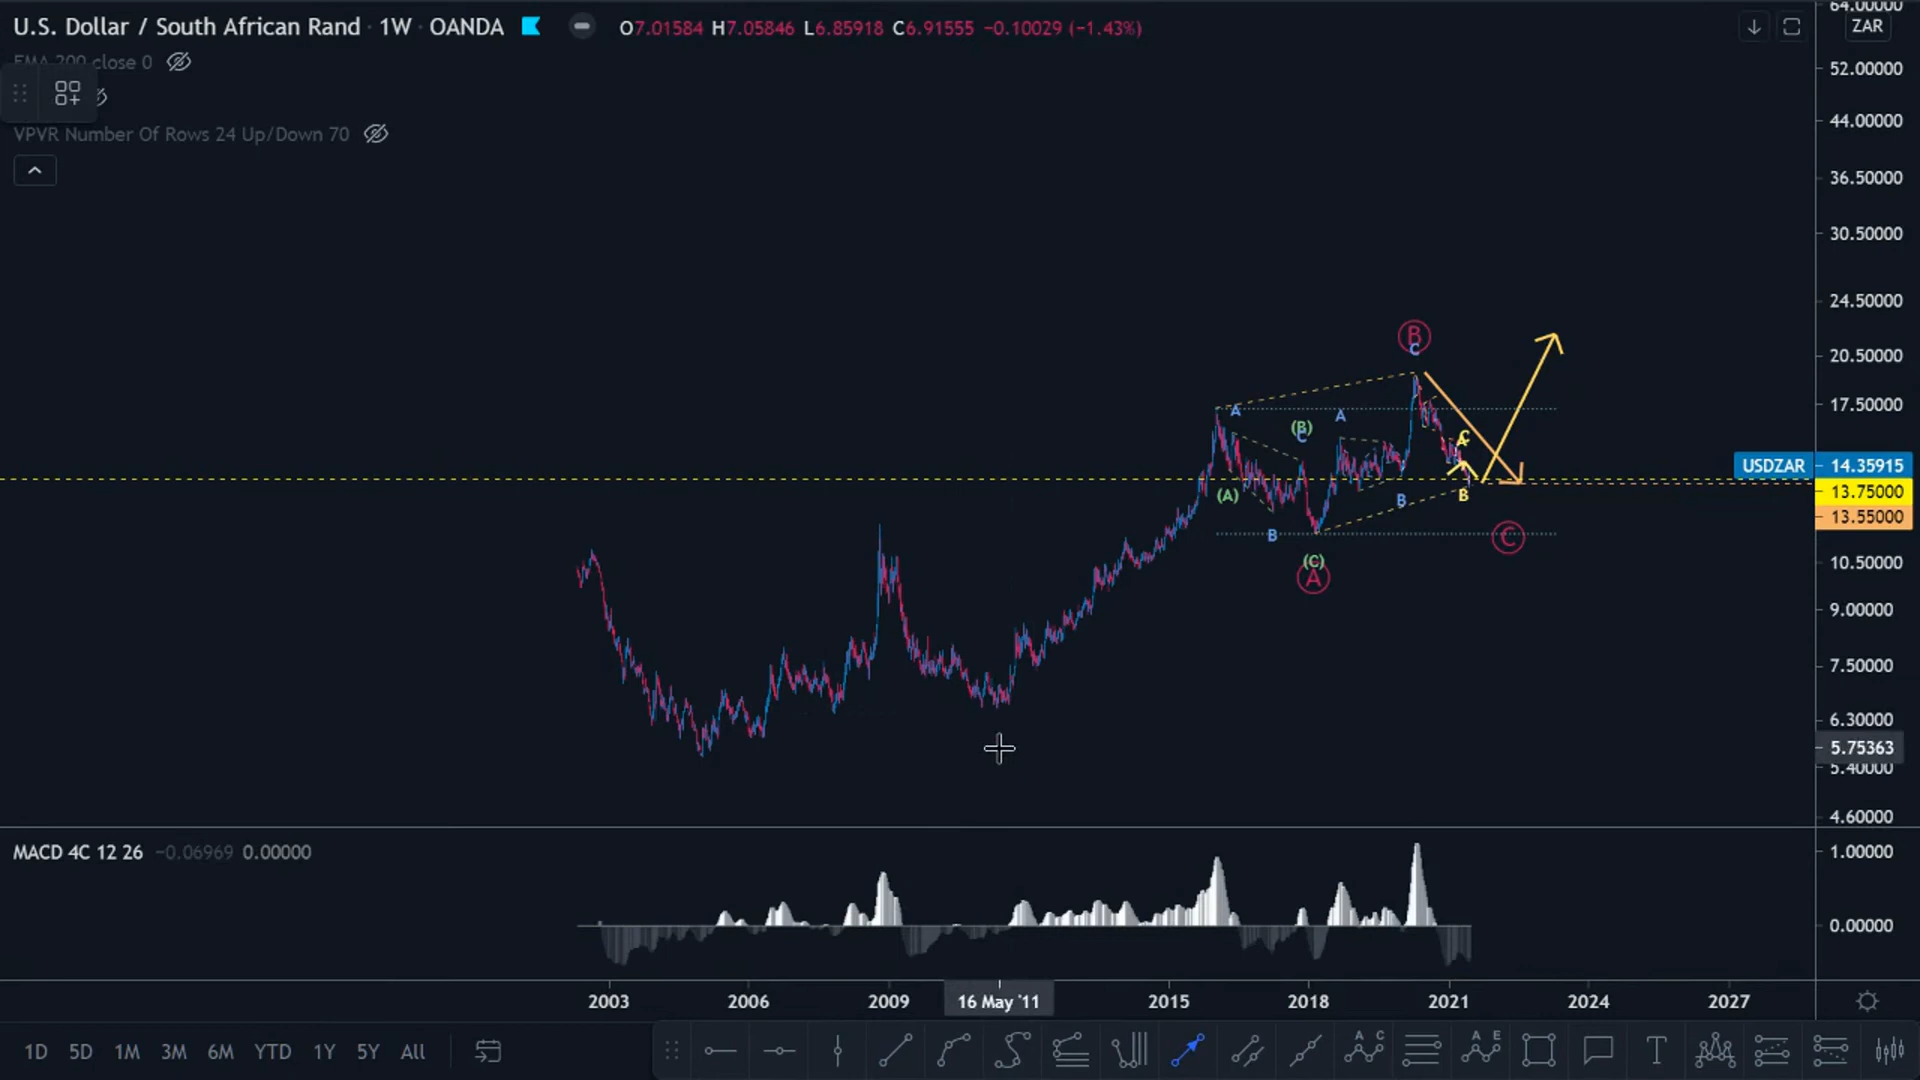 U.S. Dollar / South African Rand · 1W · OANDA O7.01584 H7.05846 L6.85918 C6.91555 −0.10029 (−1.43%)
EMA 200 close 0
VPVR Number Of Rows 24 Up/Down 70
ZAR
64.00000
52.00000
44.00000
36.50000
30.50000
24.50000
20.50000
17.50000
USDZAR 14.35915
13.75000
13.55000
10.50000
9.00000
7.50000
6.30000
5.75363
5.40000
4.60000
B
C
A
(B)
C
A
C
A
(A)
B
B
B
(C)
A
C
MACD 4C 12 26 −0.06969 0.00000
1.00000
0.00000
2003 2006 2009 16 May '11 2015 2018 2021 2024 2027
1D 5D 1M 3M 6M YTD 1Y 5Y All
A C
A E
T